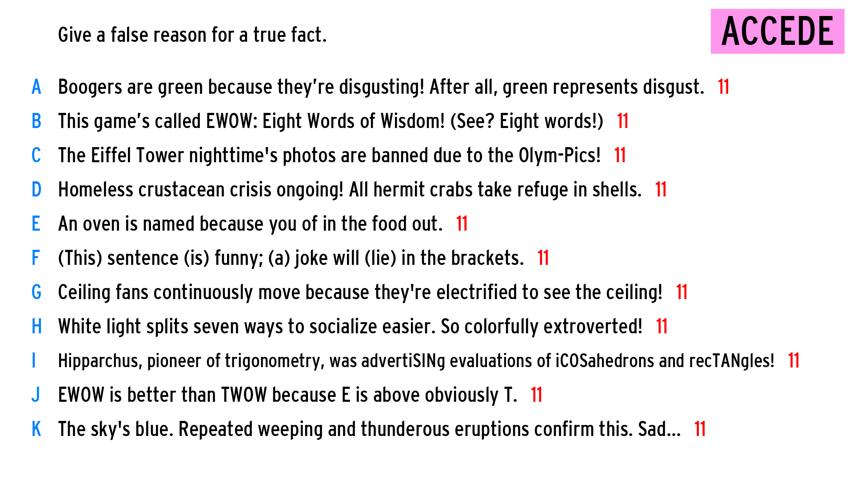 Give a false reason for a true fact.
ACCEDE
A Boogers are green because they're disgusting! After all, green represents disgust. 11
B This game's called EWOW: Eight Words of Wisdom! (See? Eight words!) 11
C The Eiffel Tower nighttime's photos are banned due to the Olym-Pics! 11
D Homeless crustacean crisis ongoing! All hermit crabs take refuge in shells. 11
E An oven is named because you of in the food out. 11
F (This) sentence (is) funny; (a) joke will (lie) in the brackets. 11
G Ceiling fans continuously move because they're electrified to see the ceiling! 11
H White light splits seven ways to socialize easier. So colorfully extroverted! 11
I Hipparchus, pioneer of trigonometry, was advertiSINg evaluations of iCOSahedrons and recTANgles! 11
J EWOW is better than TWOW because E is above obviously T. 11
K The sky's blue. Repeated weeping and thunderous eruptions confirm this. Sad... 11